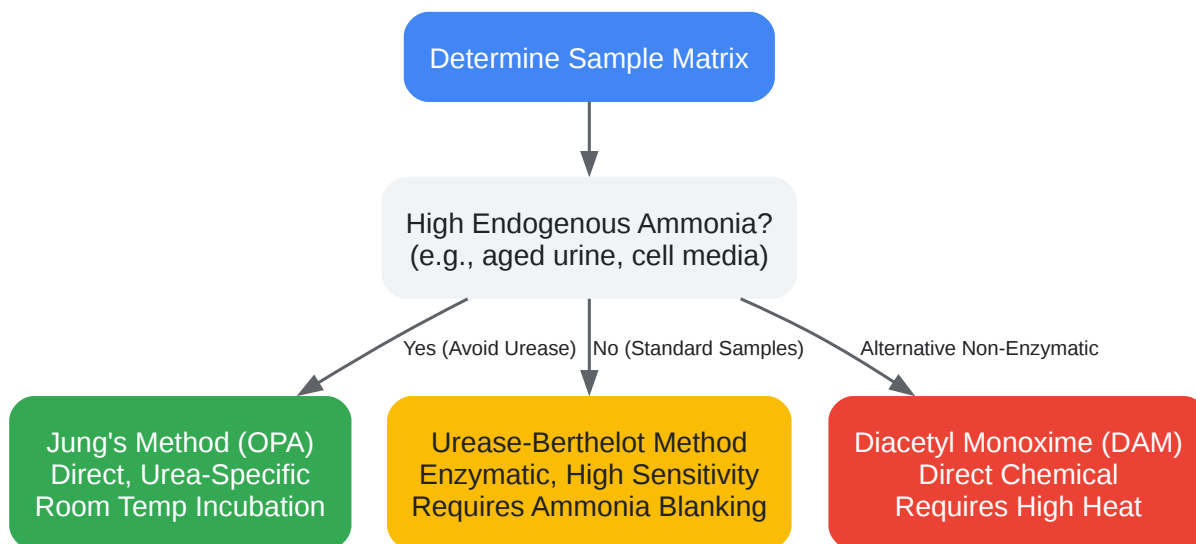 Determine Sample Matrix
High Endogenous Ammonia?
(e.g., aged urine, cell media)
Yes (Avoid Urease)
No (Standard Samples)
Alternative Non-Enzymatic
Jung's Method (OPA)
Direct, Urea-Specific
Room Temp Incubation
Urease-Berthelot Method
Enzymatic, High Sensitivity
Requires Ammonia Blanking
Diacetyl Monoxime (DAM)
Direct Chemical
Requires High Heat